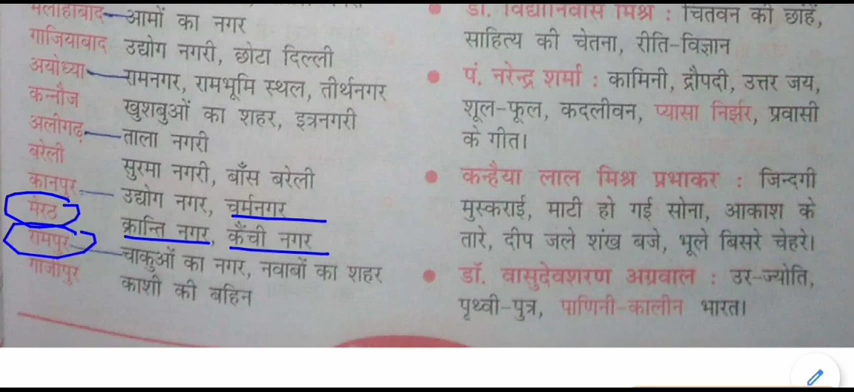 मलीहाबाद आमों का नगर
गाजियाबाद उद्योग नगरी, छोटा दिल्ली
अयोध्या रामनगर, रामभूमि स्थल, तीर्थनगर
कन्नौज खुशबुओं का शहर, इत्रनगरी
अलीगढ़ ताला नगरी
बरेली सुरमा नगरी, बाँस बरेली
कानपुर उद्योग नगर, चर्मनगर
मेरठ क्रान्ति नगर, कैंची नगर
रामपुर चाकुओं का नगर, नवाबों का शहर
गाजीपुर काशी की बहिन
• डॉ. विद्यानिवास मिश्र : चितवन की छाँह,
साहित्य की चेतना, रीति-विज्ञान
• पं. नरेन्द्र शर्मा : कामिनी, द्रौपदी, उत्तर जय,
शूल-फूल, कदलीवन, प्यासा निर्झर, प्रवासी
के गीत।
• कन्हैया लाल मिश्र प्रभाकर : जिन्दगी
मुस्कराई, माटी हो गई सोना, आकाश के
तारे, दीप जले शंख बजे, भूले बिसरे चेहरे।
• डॉ. वासुदेवशरण अग्रवाल : उर-ज्योति,
पृथ्वी-पुत्र, पाणिनी-कालीन भारत।